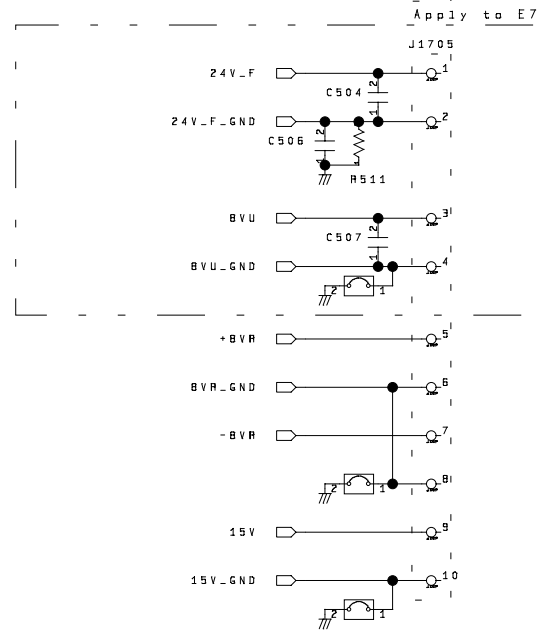 Apply to E7
J1705
24V_F 1
C504 2 1
24V_F_GND 2
C506 2 1
R511
8VU 3
C507 2 1
8VU_GND 4
2 1
+8VA 5
8VA_GND 6
-8VA 7
2 1 8
15V 9
15V_GND 10
2 1